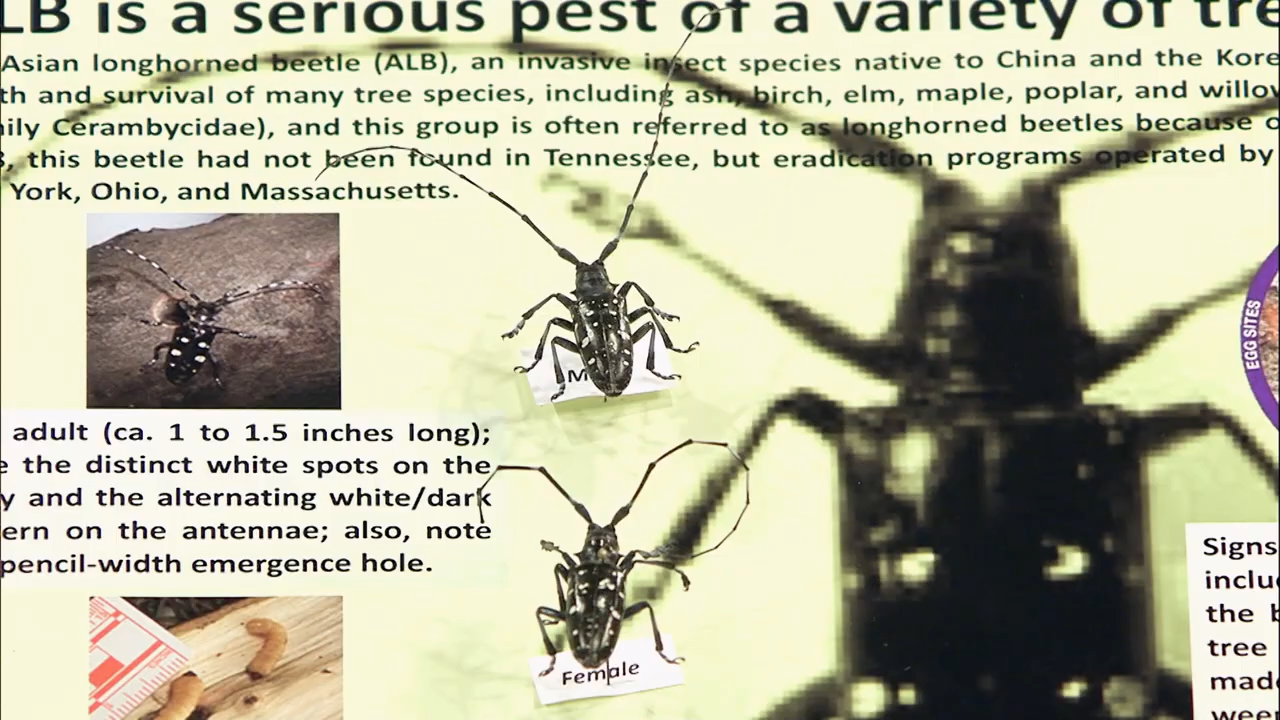 LB is a serious pest of a variety of tre
Asian longhorned beetle (ALB), an invasive insect species native to China and the Kore
th and survival of many tree species, including ash, birch, elm, maple, poplar, and willow
ily Cerambycidae), and this group is often referred to as longhorned beetles because o
, this beetle had not been found in Tennessee, but eradication programs operated by
York, Ohio, and Massachusetts.
adult (ca. 1 to 1.5 inches long);
e the distinct white spots on the
y and the alternating white/dark
ern on the antennae; also, note
pencil-width emergence hole.
M
Female
EGG SITES
Signs
inclu
the b
tree
made
ween